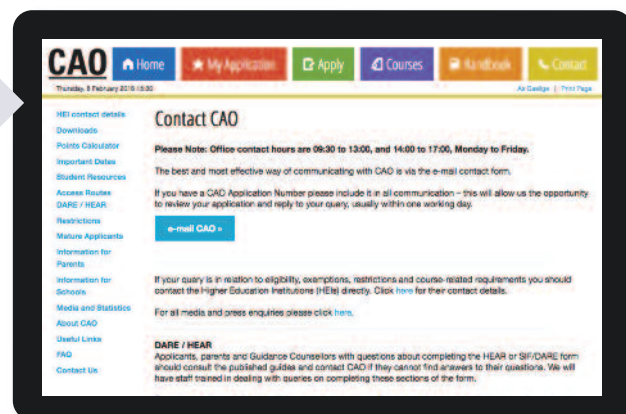 CAO
Home
My Application
Apply
Courses
Handbook
Contact
Thursday, 8 February 2016
As Gaeilge | Print Page
HEI contact details
Downloads
Points Calculator
Important Dates
Student Resources
Access Routes
DARE / HEAR
Restrictions
Mature Applicants
Information for
Parents
Information for
Schools
Media and Statistics
About CAO
Useful Links
FAQ
Contact Us
Contact CAO
Please Note: Office contact hours are 09:30 to 13:00, and 14:00 to 17:00, Monday to Friday.
The best and most effective way of communicating with CAO is via the e-mail contact form.
If you have a CAO Application Number please include it in all communication – this will allow us the opportunity
to review your application and reply to your query, usually within one working day.
e-mail CAO »
If your query is in relation to eligibility, exemptions, restrictions and course-related requirements you should
contact the Higher Education Institutions (HEIs) directly. Click here for their contact details.
For all media and press enquiries please click here.
DARE / HEAR
Applicants, parents and Guidance Counsellors with questions about completing the HEAR or SIF/DARE form
should consult the published guides and contact CAO if they cannot find answers to their questions. We will
have staff trained in dealing with queries on completing these sections of the form.